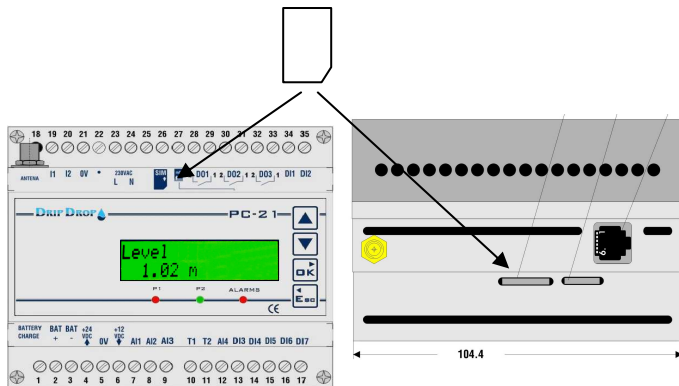 18 19 20 21 22 23 24 25 26 27 28 29 30 31 32 33 34 35
ANTENA I1 I2 0V • 230VAC SIM DO1 1 2 DO2 1 2 DO3 1 DI1 DI2
L N
DRIP DROP PC-21
Level
1.02 m
OK
P1 P2 ALARMS
ESC
CE
BATTERY BAT BAT +24 +12
CHARGE + - VDC 0V VDC AI1 AI2 AI3 T1 T2 AI4 DI3 DI4 DI5 DI6 DI7
1 2 3 4 5 6 7 8 9 10 11 12 13 14 15 16 17
104.4